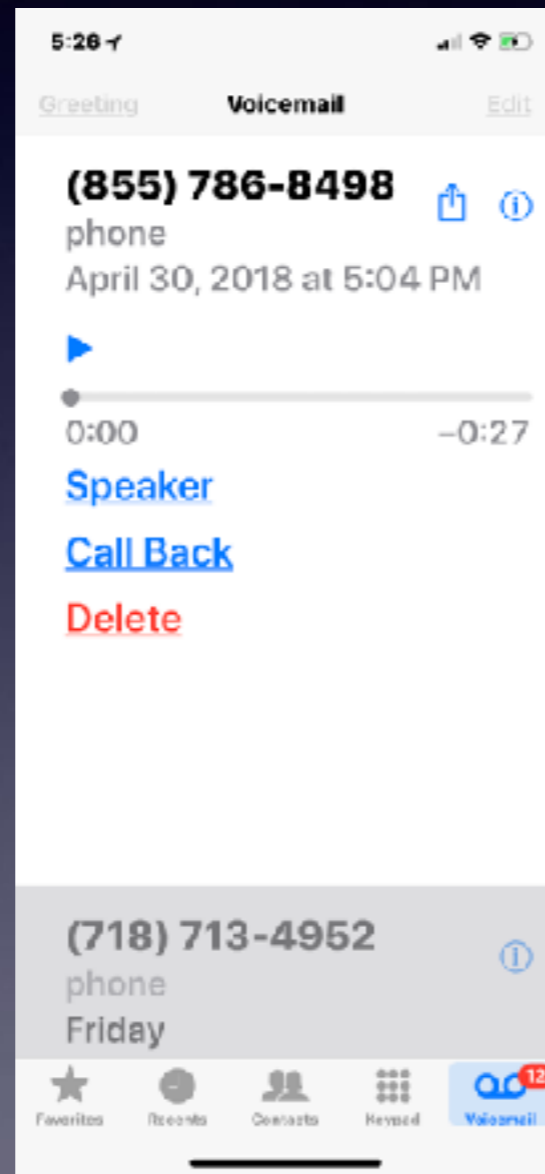 5:26
Greeting Voicemail Edit
(855) 786-8498
phone
April 30, 2018 at 5:04 PM
0:00 -0:27
Speaker
Call Back
Delete
(718) 713-4952
phone
Friday
12
Favorites Recents Contacts Keypad Voicemail